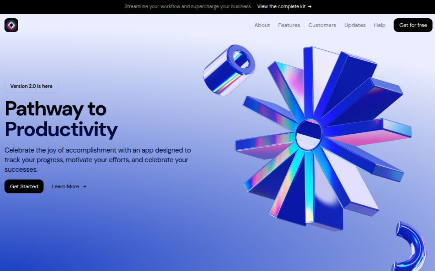 Streamline your workflow and supercharge your business. View the complete kit →
About Features Customers Updates Help Get for free
Version 2.0 is here
Pathway to
Productivity
Celebrate the joy of accomplishment with an app designed to
track your progress, motivate your efforts, and celebrate your
successes.
Get Started Learn More →